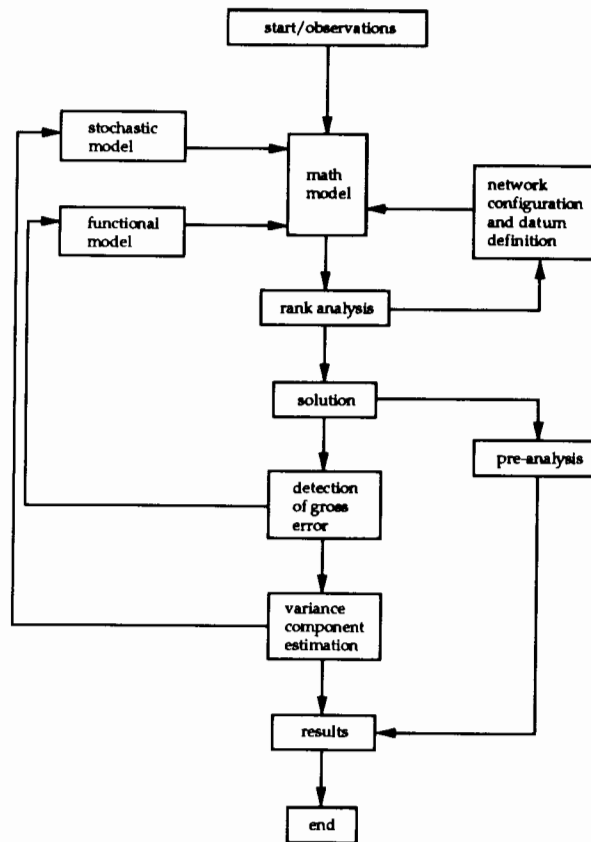 start/observations
stochastic
model
math
model
network
configuration
and datum
definition
functional
model
rank analysis
solution
pre-analysis
detection
of gross
error
variance
component
estimation
results
end